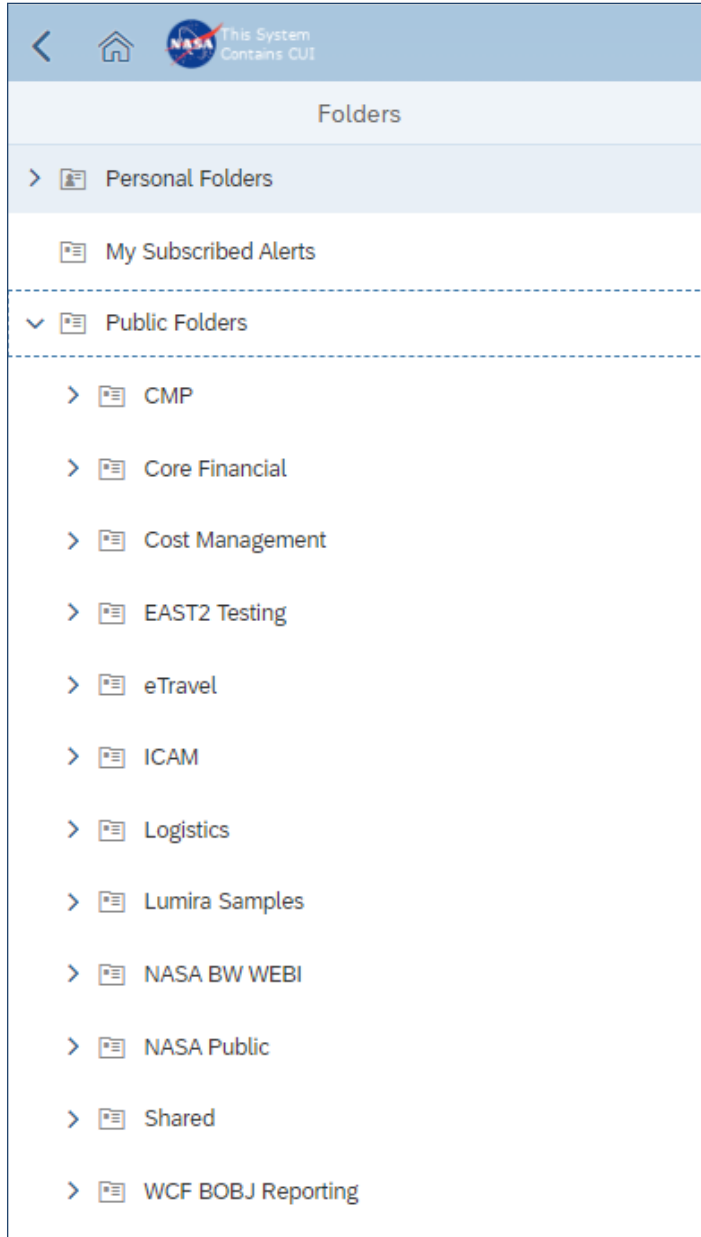 NASA
This System
Contains CUI
Folders
Personal Folders
My Subscribed Alerts
Public Folders
CMP
Core Financial
Cost Management
EAST2 Testing
eTravel
ICAM
Logistics
Lumira Samples
NASA BW WEBI
NASA Public
Shared
WCF BOBJ Reporting